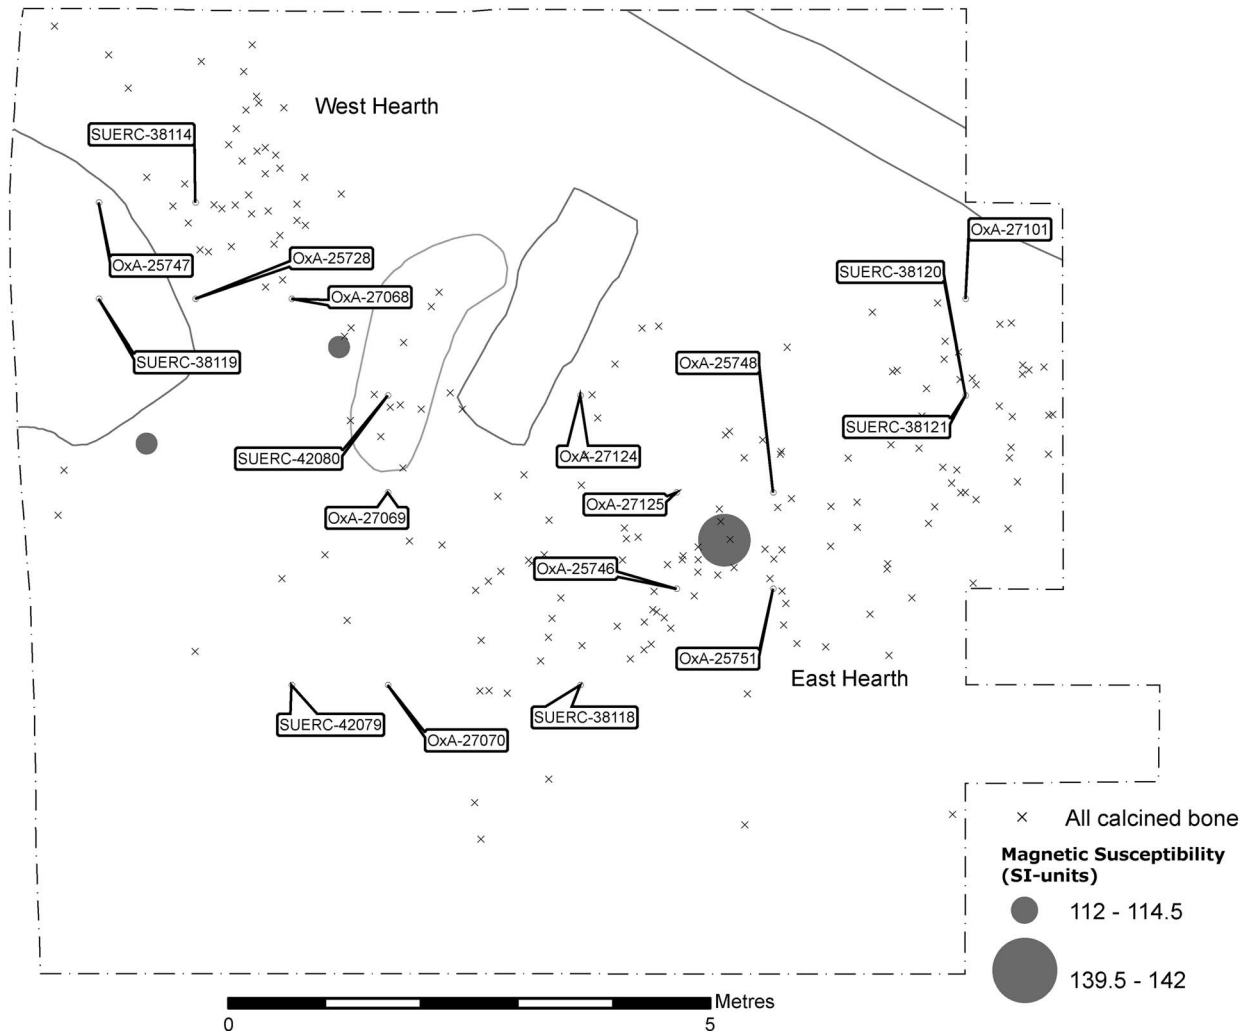 West Hearth
SUERC-38114
OxA-27101
OxA-25747
OxA-25728
SUERC-38120
OxA-27068
SUERC-38119
OxA-25748
SUERC-38121
SUERC-42080
OxA-27124
OxA-27125
OxA-27069
OxA-25746
OxA-25751
East Hearth
SUERC-42079
SUERC-38118
OxA-27070
All calcined bone
Magnetic Susceptibility
(SI-units)
112 - 114.5
139.5 - 142
Metres
0 5